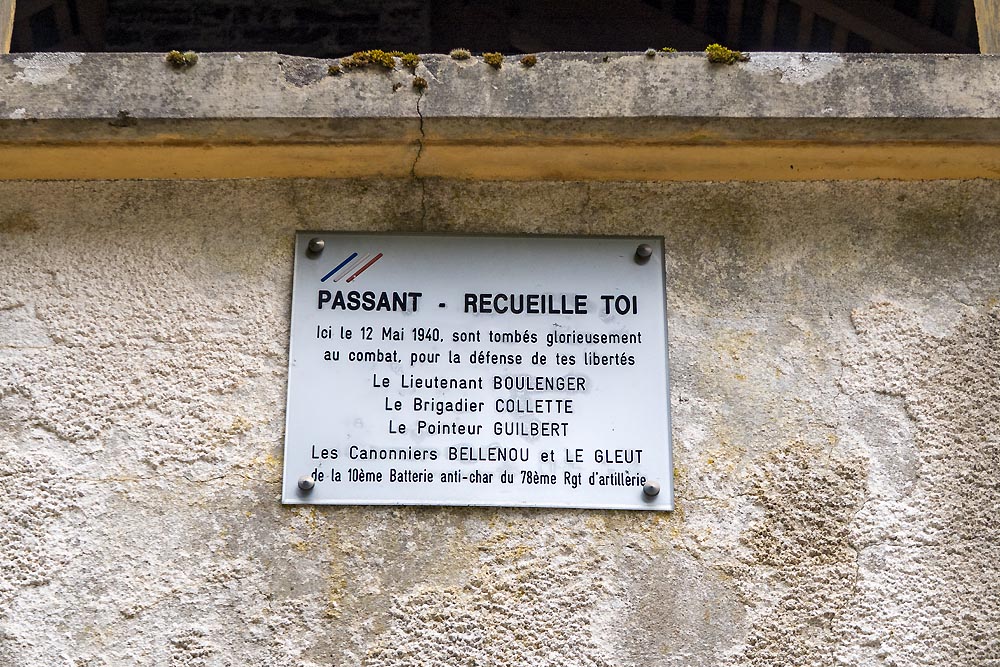 PASSANT - RECUEILLE TOI
Ici le 12 Mai 1940, sont tombés glorieusement
au combat, pour la défense de tes libertés
Le Lieutenant BOULENGER
Le Brigadier COLLETTE
Le Pointeur GUILBERT
Les Canonniers BELLENOU et LE GLEUT
de la 10ème Batterie anti-char du 78ème Rgt d'artillerie